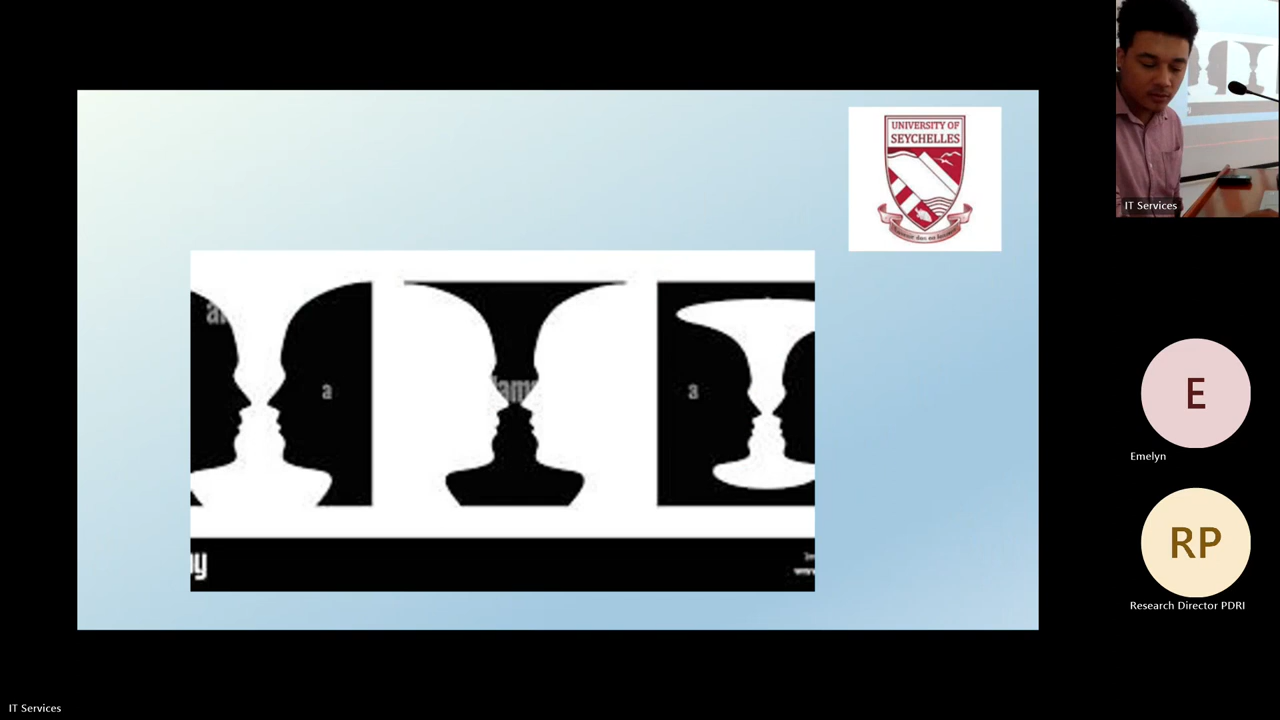 UNIVERSITY OF
SEYCHELLES
a
a
IT Services
E
Emelyn
RP
Research Director PDRI
IT Services